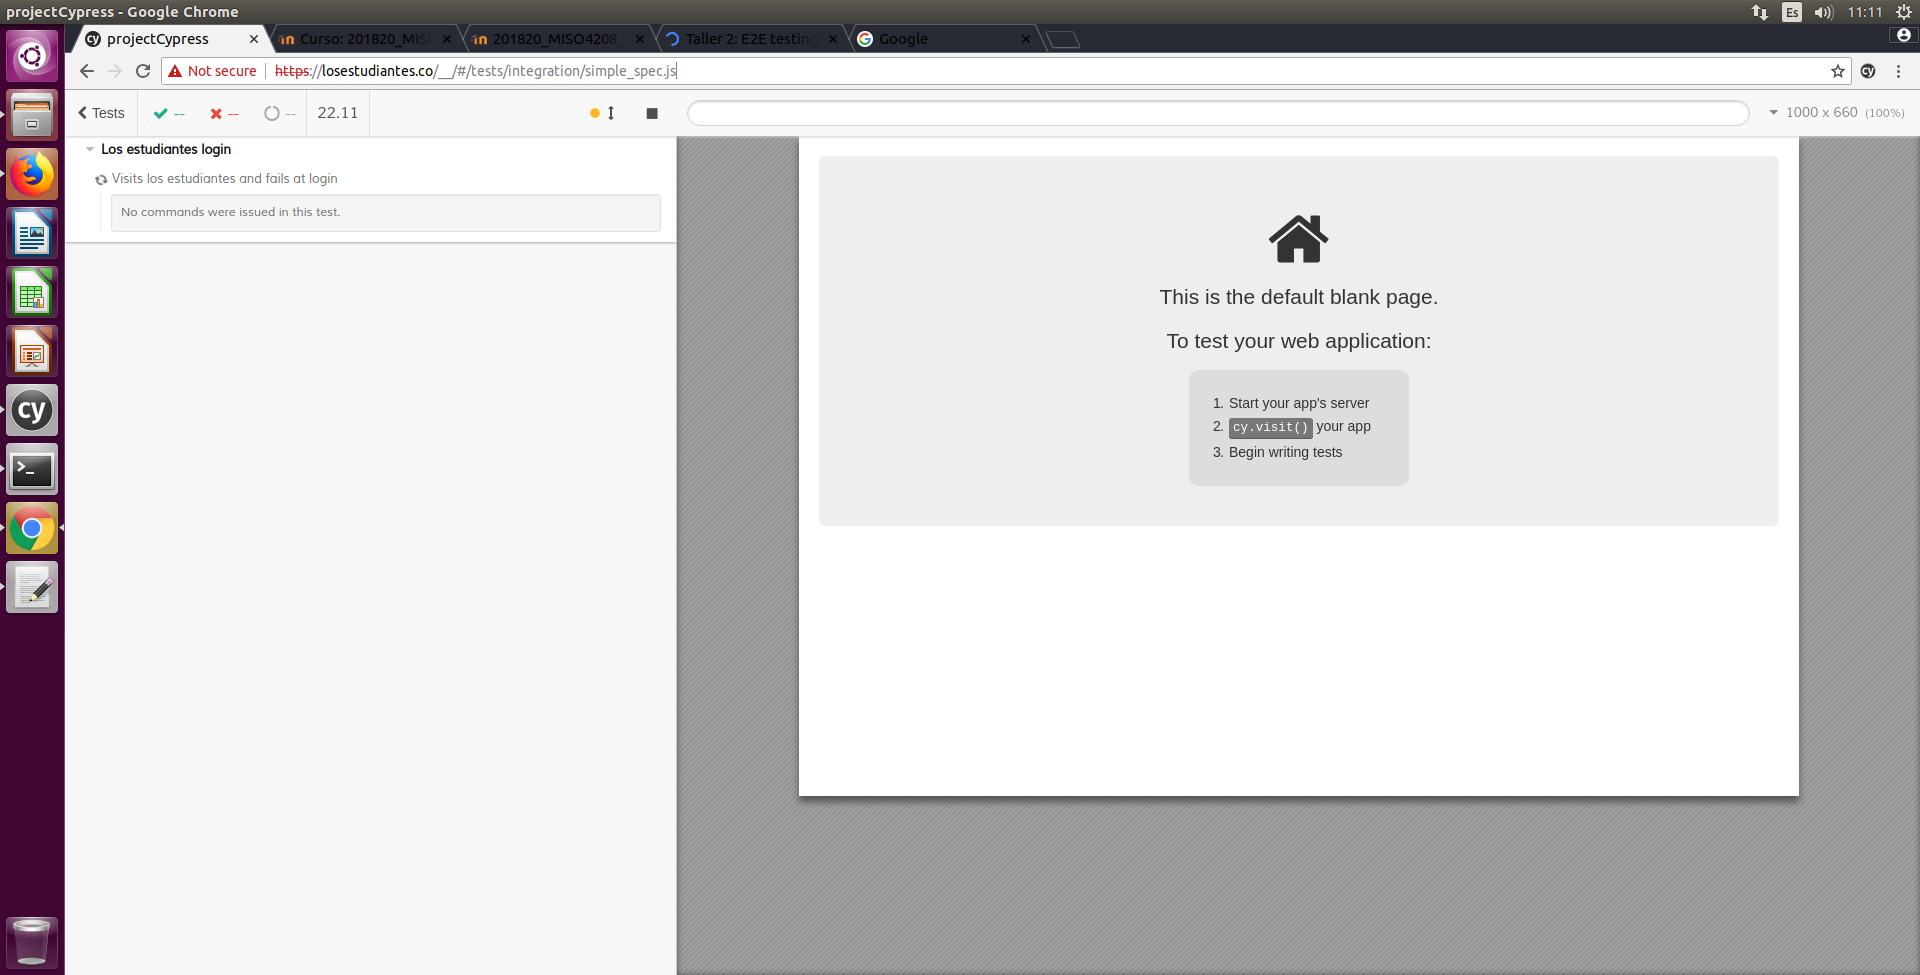 projectCypress - Google Chrome
Es
11:11
projectCypress
Curso: 201820_MIS
201820_MISO4208
Taller 2: E2E testing
Google
Not secure
https://losestudiantes.co/__/#/tests/integration/simple_spec.js
cy
Tests
--
--
--
22.11
1000 x 660 (100%)
Los estudiantes login
Visits los estudiantes and fails at login
No commands were issued in this test.
This is the default blank page.
To test your web application:
1. Start your app's server
2. cy.visit() your app
3. Begin writing tests
cy
>_